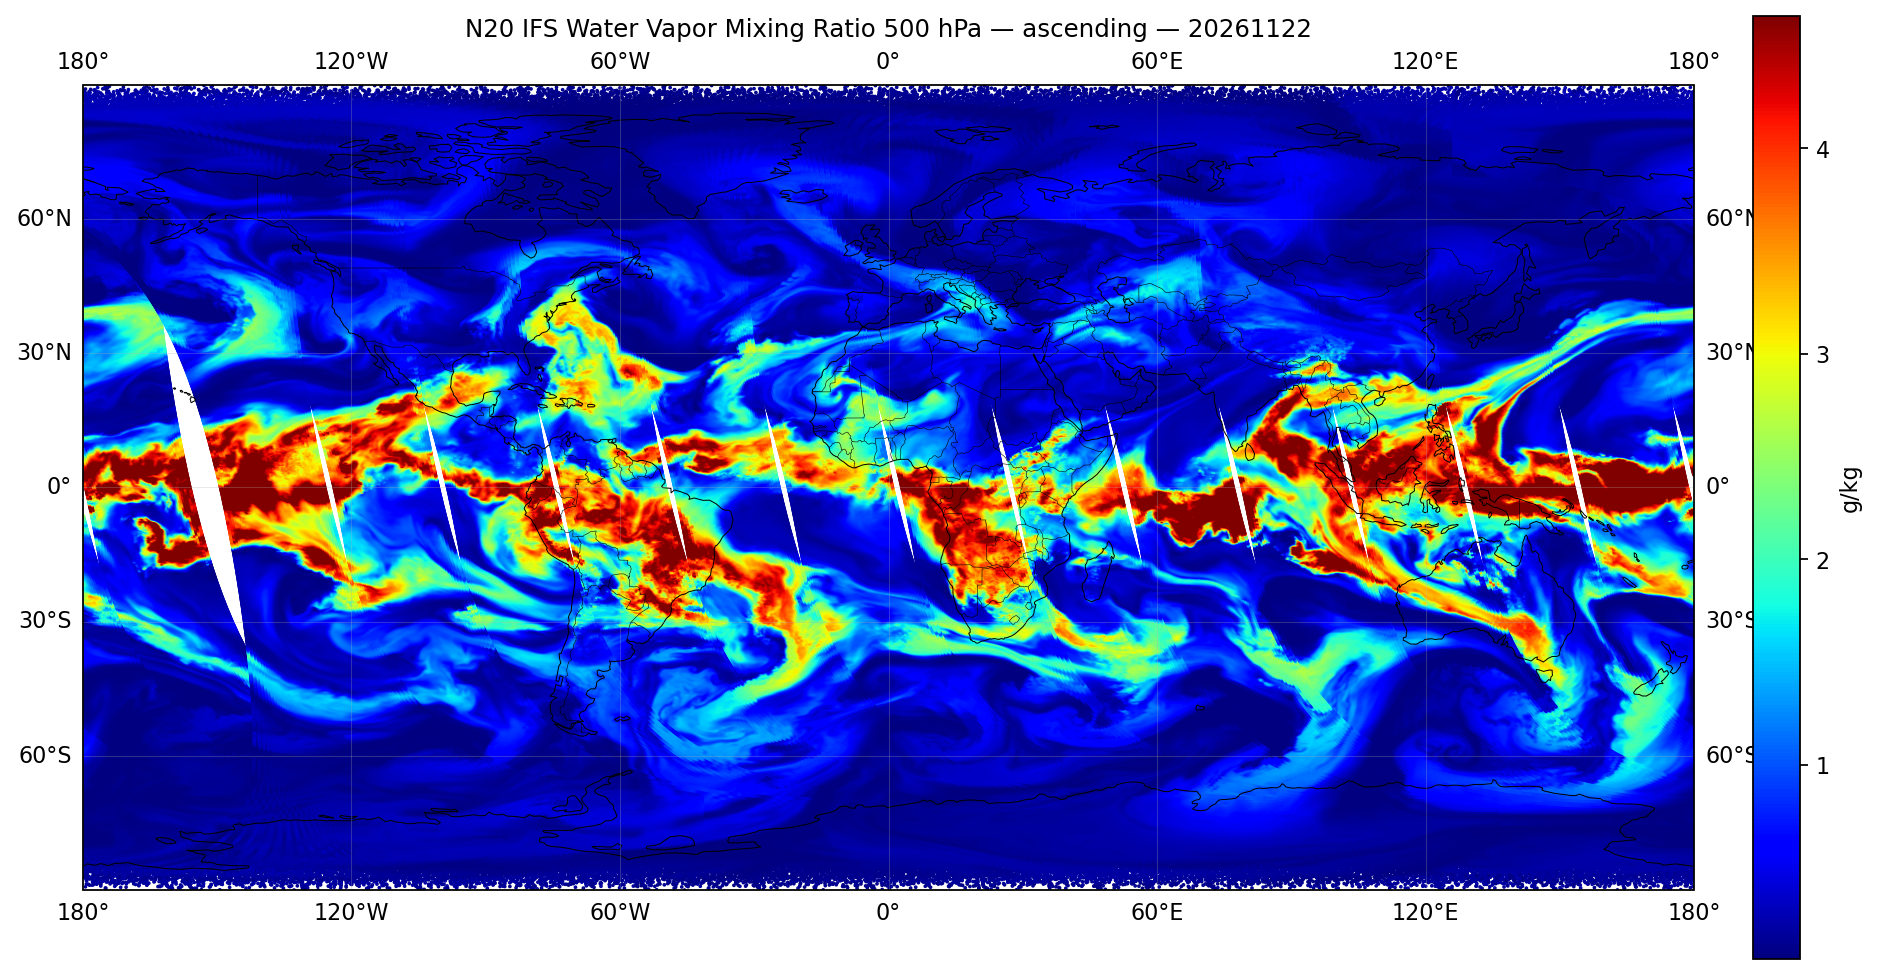 N20 IFS Water Vapor Mixing Ratio 500 hPa — ascending — 20261122
180° 120°W 60°W 0° 60°E 120°E 180°
60°N 60°N
30°N 30°N
0° 0°
30°S 30°S
60°S 60°S
180° 120°W 60°W 0° 60°E 120°E 180°
4
3
2
1
g/kg